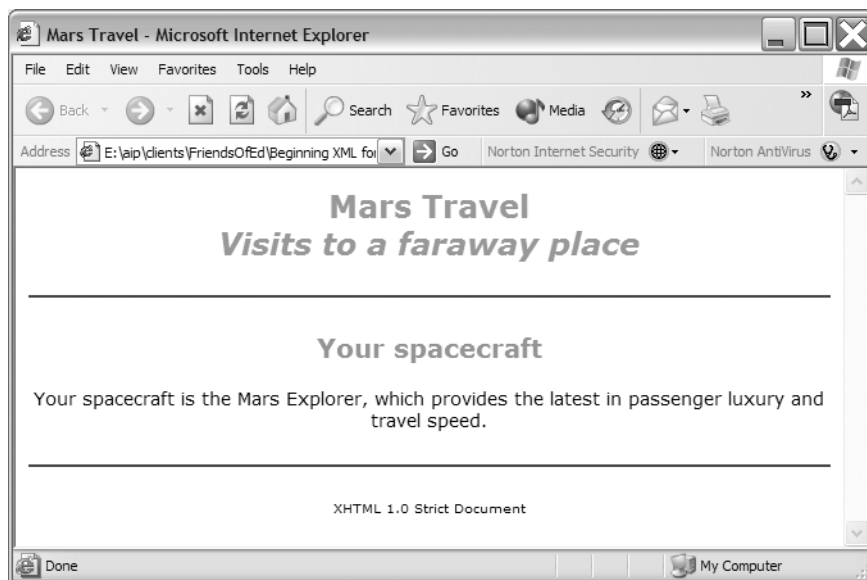 Mars Travel - Microsoft Internet Explorer
File Edit View Favorites Tools Help
Back Search Favorites Media »
Address E:\aip\clients\FriendsOfEd\Beginning XML for Go Norton Internet Security Norton AntiVirus
Mars Travel
Visits to a faraway place
Your spacecraft
Your spacecraft is the Mars Explorer, which provides the latest in passenger luxury and
travel speed.
XHTML 1.0 Strict Document
Done My Computer